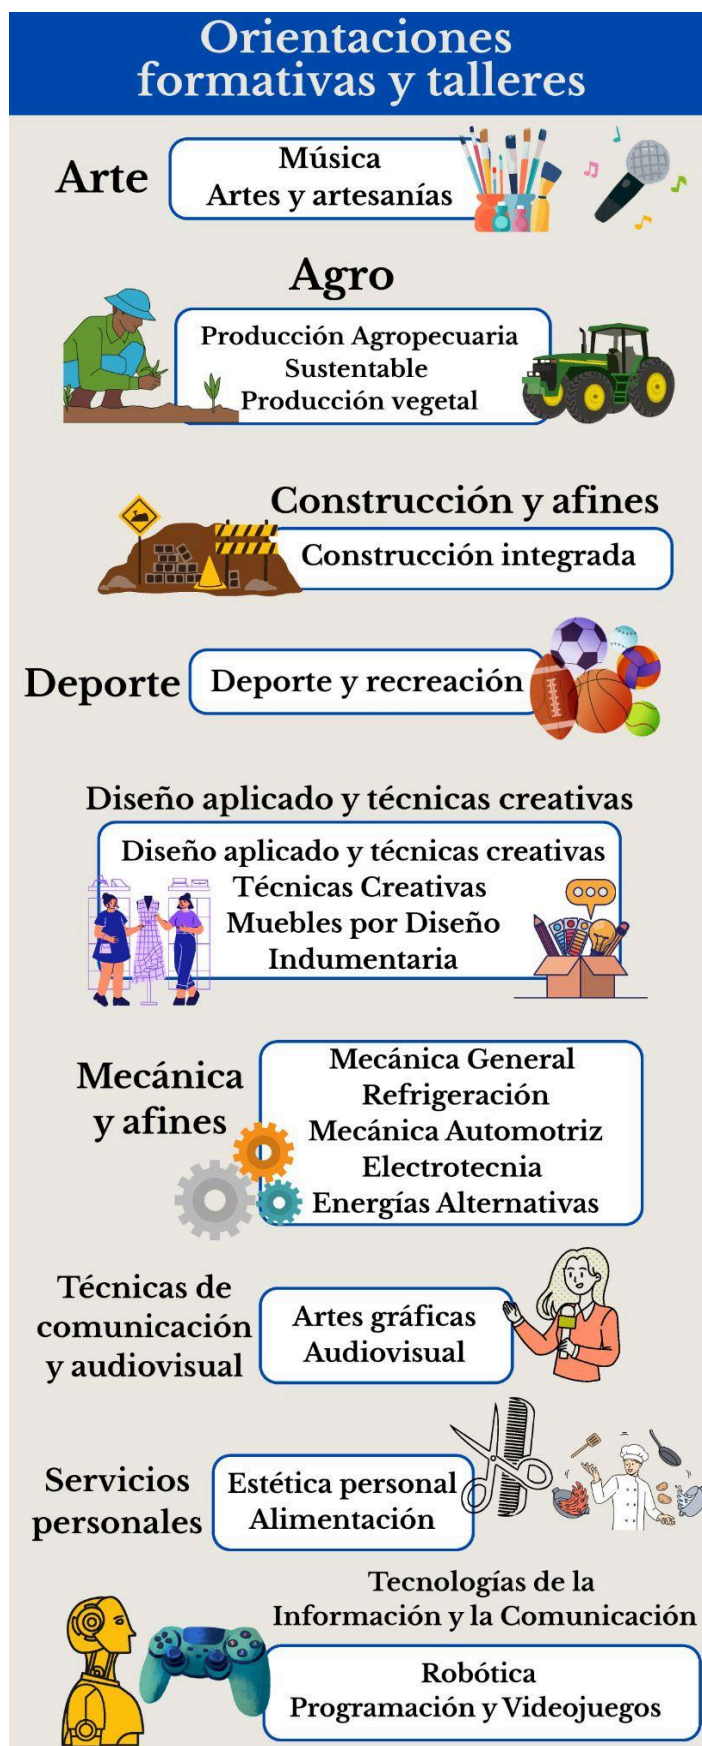 Orientaciones
formativas y talleres
Arte
Música
Artes y artesanías
Agro
Producción Agropecuaria
Sustentable
Producción vegetal
Construcción y afines
Construcción integrada
Deporte
Deporte y recreación
Diseño aplicado y técnicas creativas
Diseño aplicado y técnicas creativas
Técnicas Creativas
Muebles por Diseño
Indumentaria
Mecánica
y afines
Mecánica General
Refrigeración
Mecánica Automotriz
Electrotecnia
Energías Alternativas
Técnicas de
comunicación
y audiovisual
Artes gráficas
Audiovisual
Servicios
personales
Estética personal
Alimentación
Tecnologías de la
Información y la Comunicación
Robótica
Programación y Videojuegos